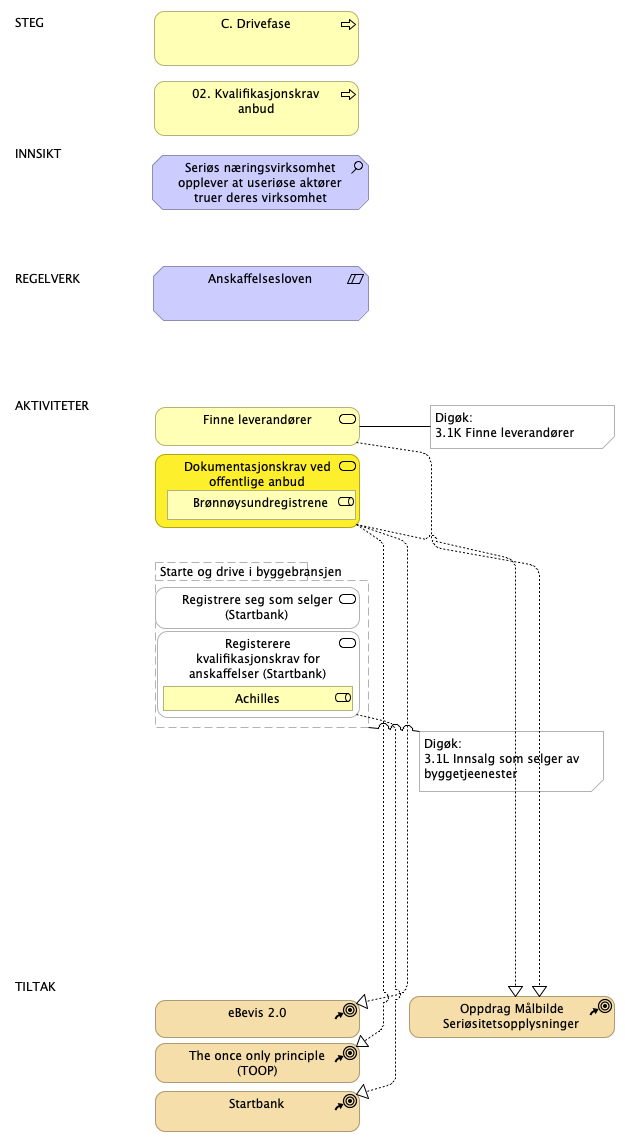 STEG
C. Drivefase
02. Kvalifikasjonskrav
anbud
INNSIKT
Seriøs næringsvirksomhet
opplever at useriøse aktører
truer deres virksomhet
REGELVERK
Anskaffelsesloven
AKTIVITETER
Finne leverandører
Digøk:
3.1K Finne leverandører
Dokumentasjonskrav ved
offentlige anbud
Brønnøysundregistrene
Starte og drive i byggebransjen
Registrere seg som selger
(Startbank)
Registerere
kvalifikasjonskrav for
anskaffelser (Startbank)
Achilles
Digøk:
3.1L Innsalg som selger av
byggetjeenester
TILTAK
eBevis 2.0
Oppdrag Målbilde
Seriøsitetsopplysninger
The once only principle
(TOOP)
Startbank